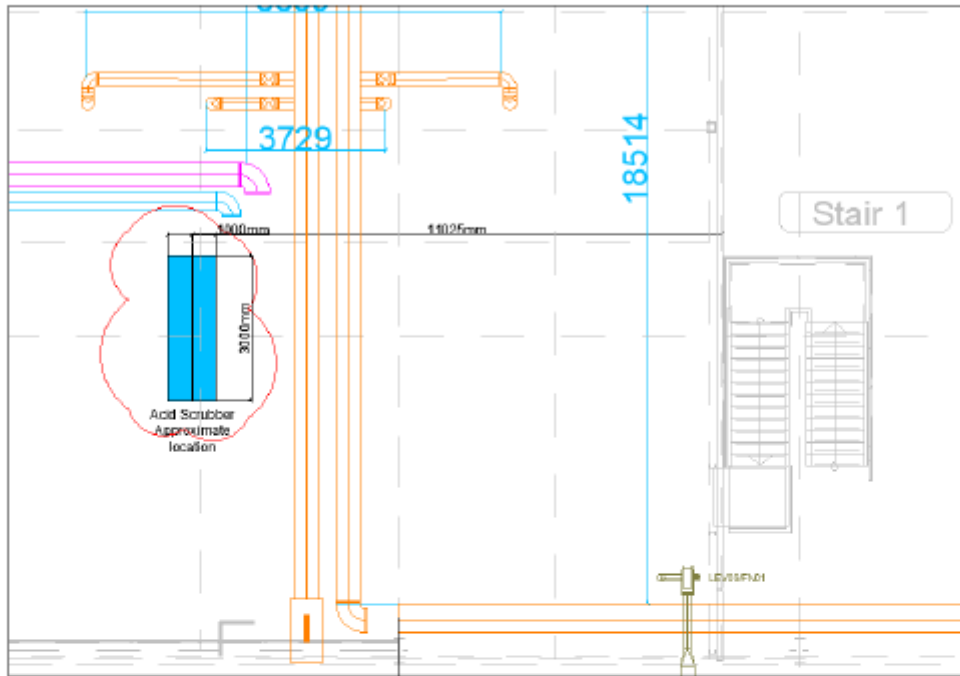 3729
18514
Stair 1
1000mm
11025mm
3000mm
Acid Scrubber
Approximate
location